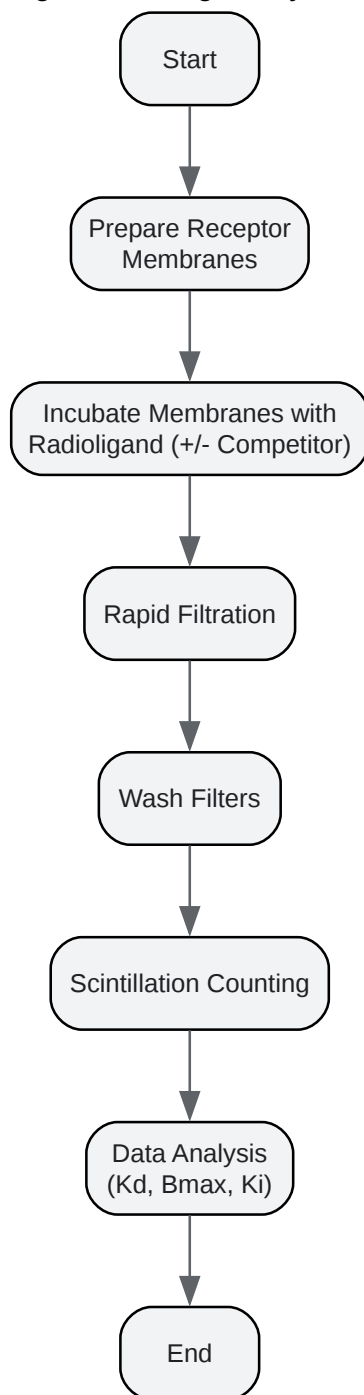 Start
Prepare Receptor
Membranes
Incubate Membranes with
Radioligand (+/- Competitor)
Rapid Filtration
Wash Filters
Scintillation Counting
Data Analysis
(Kd, Bmax, Ki)
End